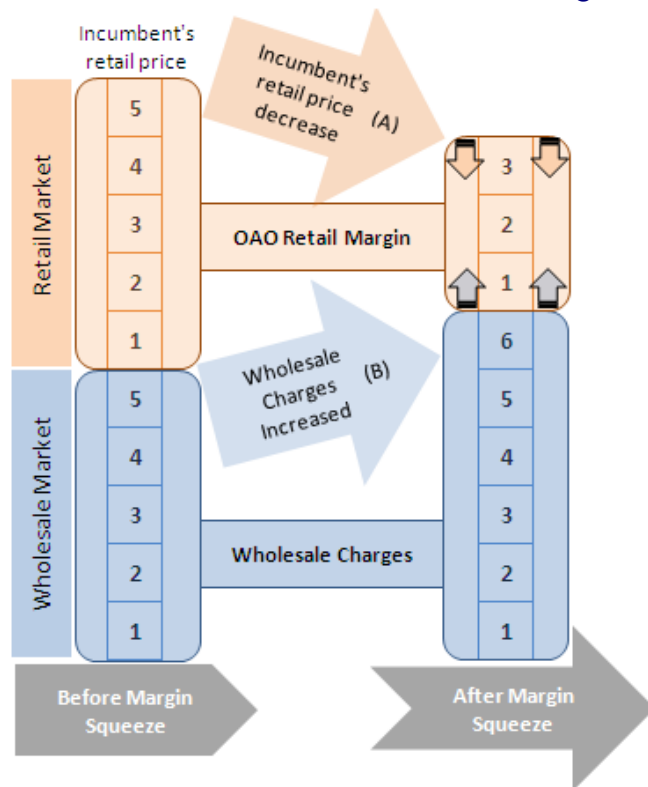 Incumbent's
retail price
Retail Market
5
4
3
2
1
Incumbent's
retail price (A)
decrease
3
2
1
OAO Retail Margin
Wholesale Market
5
4
3
2
1
Wholesale
Charges (B)
Increased
6
5
4
3
2
1
Wholesale Charges
Before Margin
Squeeze
After Margin
Squeeze